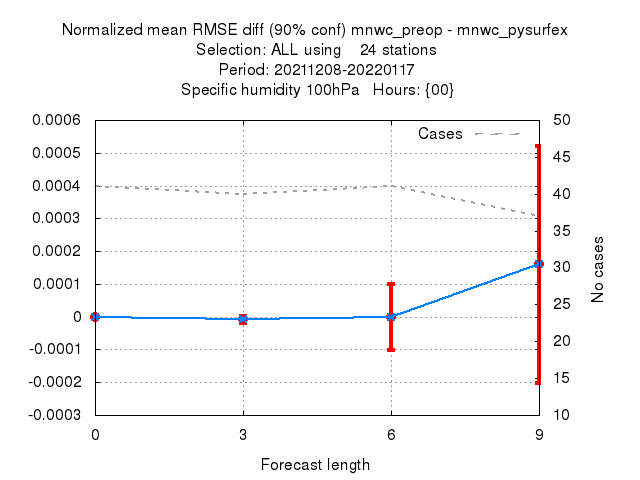 Normalized mean RMSE diff (90% conf) mnwc_preop - mnwc_pysurfex
Selection: ALL using    24 stations
Period: 20211208-20220117
Specific humidity 100hPa   Hours: {00}
Cases
0.0006
0.0005
0.0004
0.0003
0.0002
0.0001
0
-0.0001
-0.0002
-0.0003
50
45
40
35
30
25
20
15
10
No cases
0 3 6 9
Forecast length